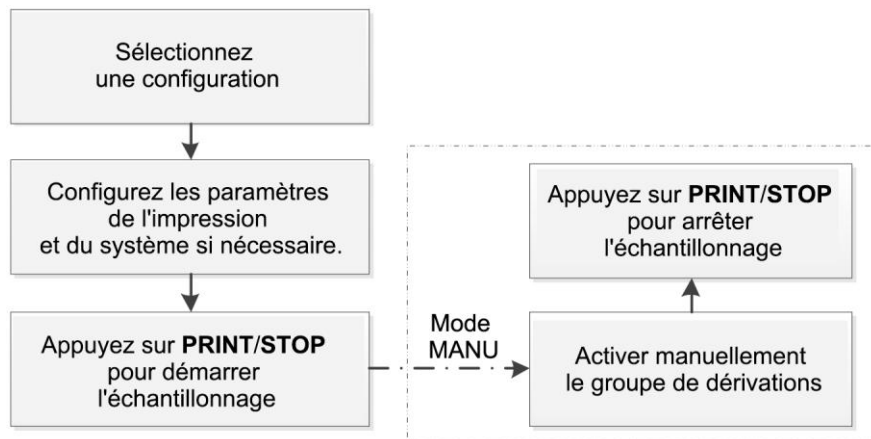 Sélectionnez
une configuration
Configurez les paramètres
de l'impression
et du système si nécessaire.
Appuyez sur PRINT/STOP
pour démarrer
l'échantillonnage
Mode
MANU
Activer manuellement
le groupe de dérivations
Appuyez sur PRINT/STOP
pour arrêter
l'échantillonnage